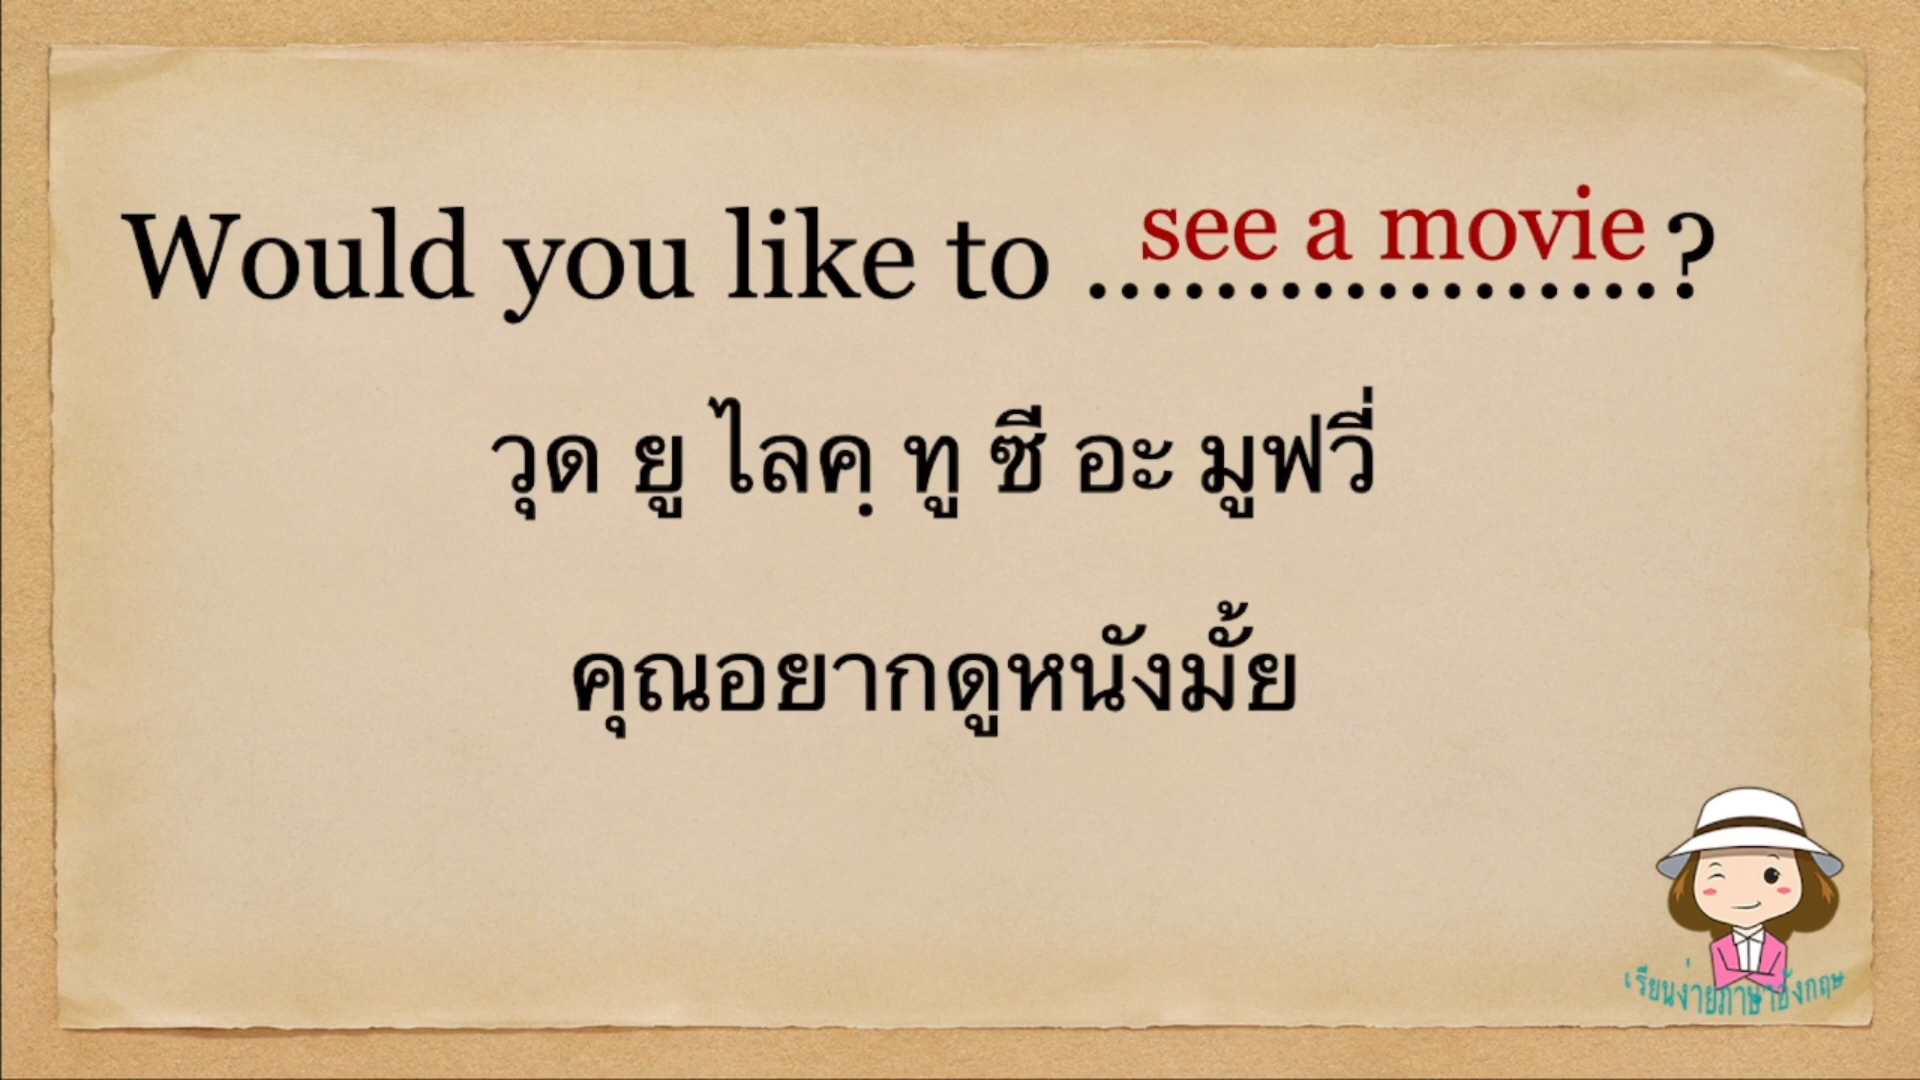 Would you like to ..................?
see a movie
วุด ยู ไลคฺ ทู ซี อะ มูฟวี่
คุณอยากดูหนังมั้ย
เรียนง่ายภาษาอังกฤษ